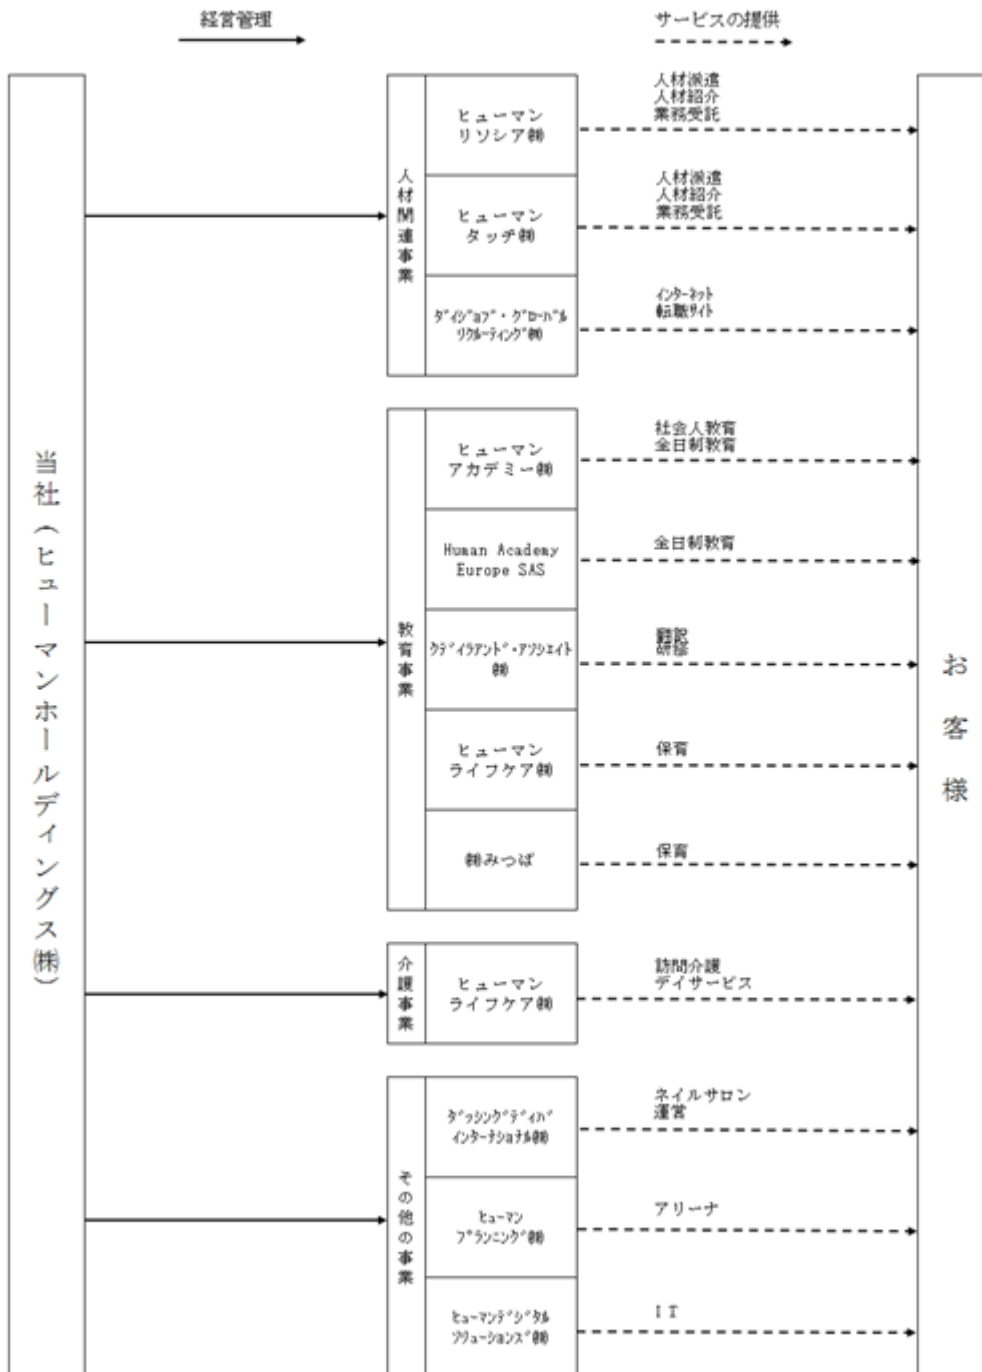 経営管理
サービスの提供
当社(ヒューマンホールディングス㈱)
人材関連事業
ヒューマン
リソシア㈱
人材派遣
人材紹介
業務受託
ヒューマン
タッチ㈱
人材派遣
人材紹介
業務受託
ﾀﾞｲｼﾞｮﾌﾞ・ｸﾞﾛｰﾊﾞﾙ
ﾘｸﾙｰﾃｨﾝｸﾞ㈱
ｲﾝﾀｰﾈｯﾄ
転職ｻｲﾄ
教育事業
ヒューマン
アカデミー㈱
社会人教育
全日制教育
Human Academy
Europe SAS
全日制教育
ｸﾃﾞｲﾗｱﾝﾄﾞ・ｱｿｼｴｲﾄ
㈱
翻訳
研修
ヒューマン
ライフケア㈱
保育
㈱みつば
保育
介護事業
ヒューマン
ライフケア㈱
訪問介護
デイサービス
その他の事業
ﾀﾞｯｼﾝｸﾞﾃﾞｨﾊﾞ
ｲﾝﾀｰﾅｼｮﾅﾙ㈱
ネイルサロン
運営
ﾋｭｰﾏﾝ
ﾌﾟﾗﾝﾆﾝｸﾞ㈱
アリーナ
ﾋｭｰﾏﾝﾃﾞｼﾞﾀﾙ
ｿﾘｭｰｼｮﾝｽﾞ㈱
ＩＴ
お客様